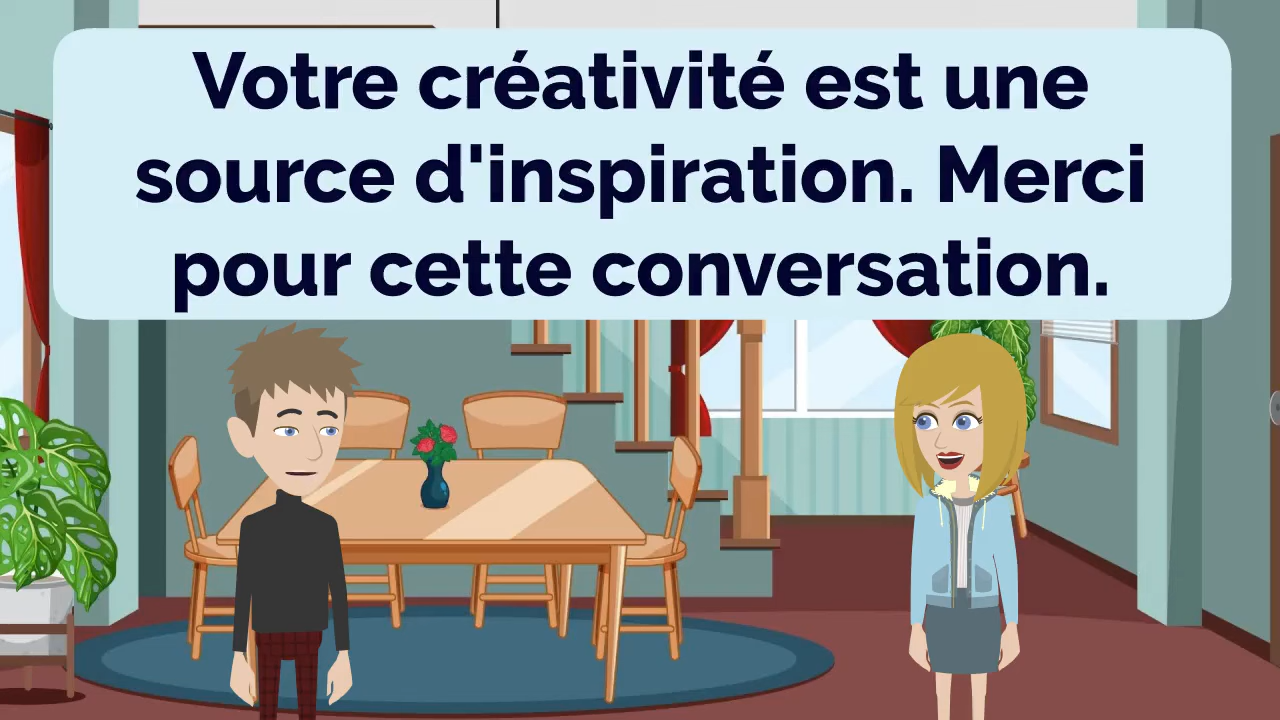 Votre créativité est une
source d'inspiration. Merci
pour cette conversation.